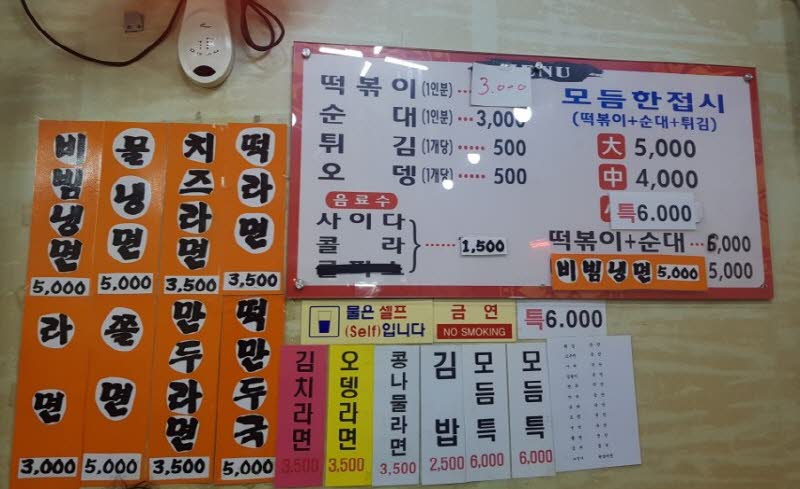 MENU
떡볶이 (1인분) 3.000
순대 (1인분) 3,000
튀김 (1개당) 500
오뎅 (1개당) 500
음료수
사이다
콜라
1,500
모듬한접시
(떡볶이+순대+튀김)
大 5,000
中 4,000
특 6.000
떡볶이+순대 6,000
비빔냉면 5,000 5,000
비빔냉면 5,000
물냉면 5,000
치즈라면 3,500
떡라면 3,500
라면 3,000
쫄면 5,000
만두라면 3,500
떡만두국 5,000
물은 셀프
(Self)입니다
금연
NO SMOKING
특 6.000
김치라면 3,500
오뎅라면 3,500
콩나물라면 3,500
김밥 2,500
모듬특 6,000
모듬특 6,000